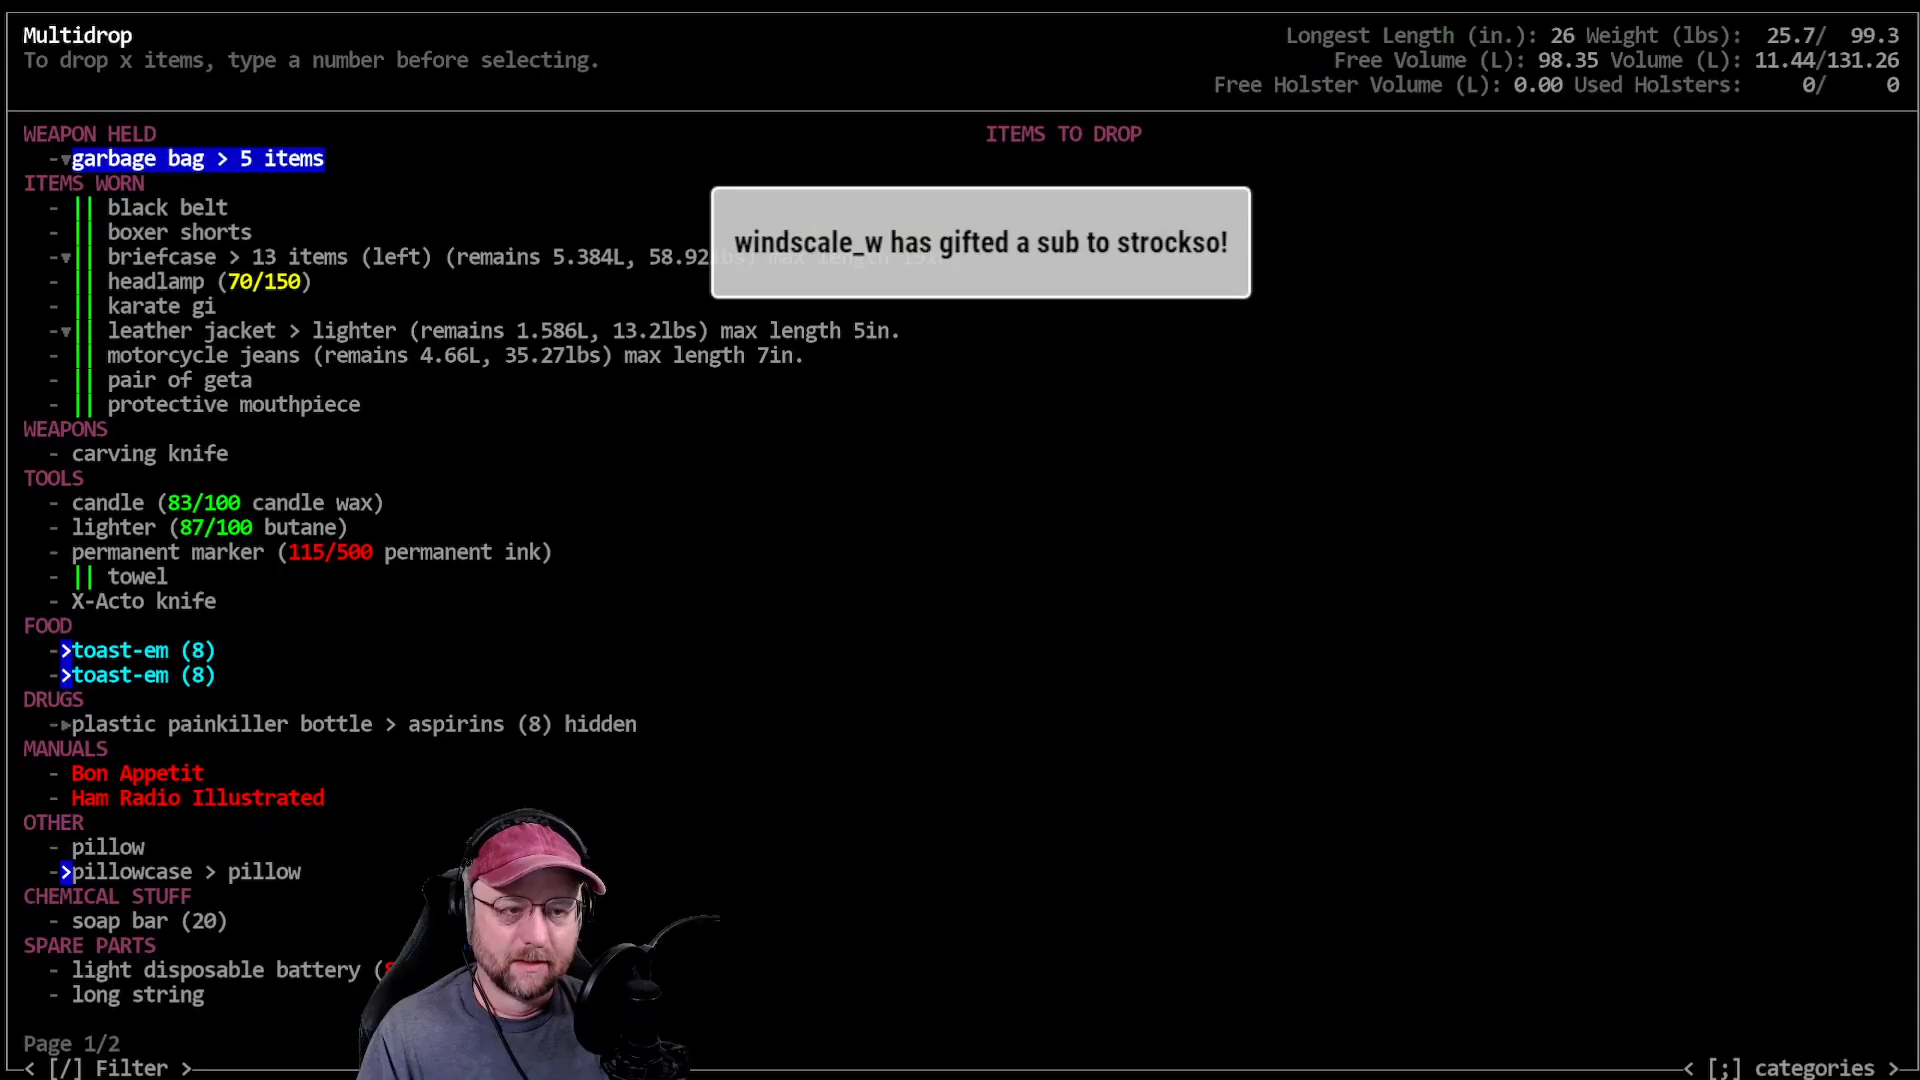 Multidrop
To drop x items, type a number before selecting.
Longest Length (in.): 26 Weight (lbs): 25.7/ 99.3
Free Volume (L): 98.35 Volume (L): 11.44/131.26
Free Holster Volume (L): 0.00 Used Holsters: 0/ 0
WEAPON HELD
- garbage bag > 5 items
ITEMS WORN
- || black belt
- || boxer shorts
- || briefcase > 13 items (left) (remains 5.384L, 58.92
- || headlamp (70/150)
- || karate gi
- || leather jacket > lighter (remains 1.586L, 13.2lbs) max length 5in.
- || motorcycle jeans (remains 4.66L, 35.27lbs) max length 7in.
- || pair of geta
- || protective mouthpiece
WEAPONS
- carving knife
TOOLS
- candle (83/100 candle wax)
- lighter (87/100 butane)
- permanent marker (115/500 permanent ink)
- || towel
- X-Acto knife
FOOD
->toast-em (8)
->toast-em (8)
DRUGS
- plastic painkiller bottle > aspirins (8) hidden
MANUALS
- Bon Appetit
- Ham Radio Illustrated
OTHER
- pillow
->pillowcase > pillow
CHEMICAL STUFF
- soap bar (20)
SPARE PARTS
- light disposable battery (
- long string
Page 1/2
< [/] Filter >
ITEMS TO DROP
windscale_w has gifted a sub to strockso!
< [;] categories >